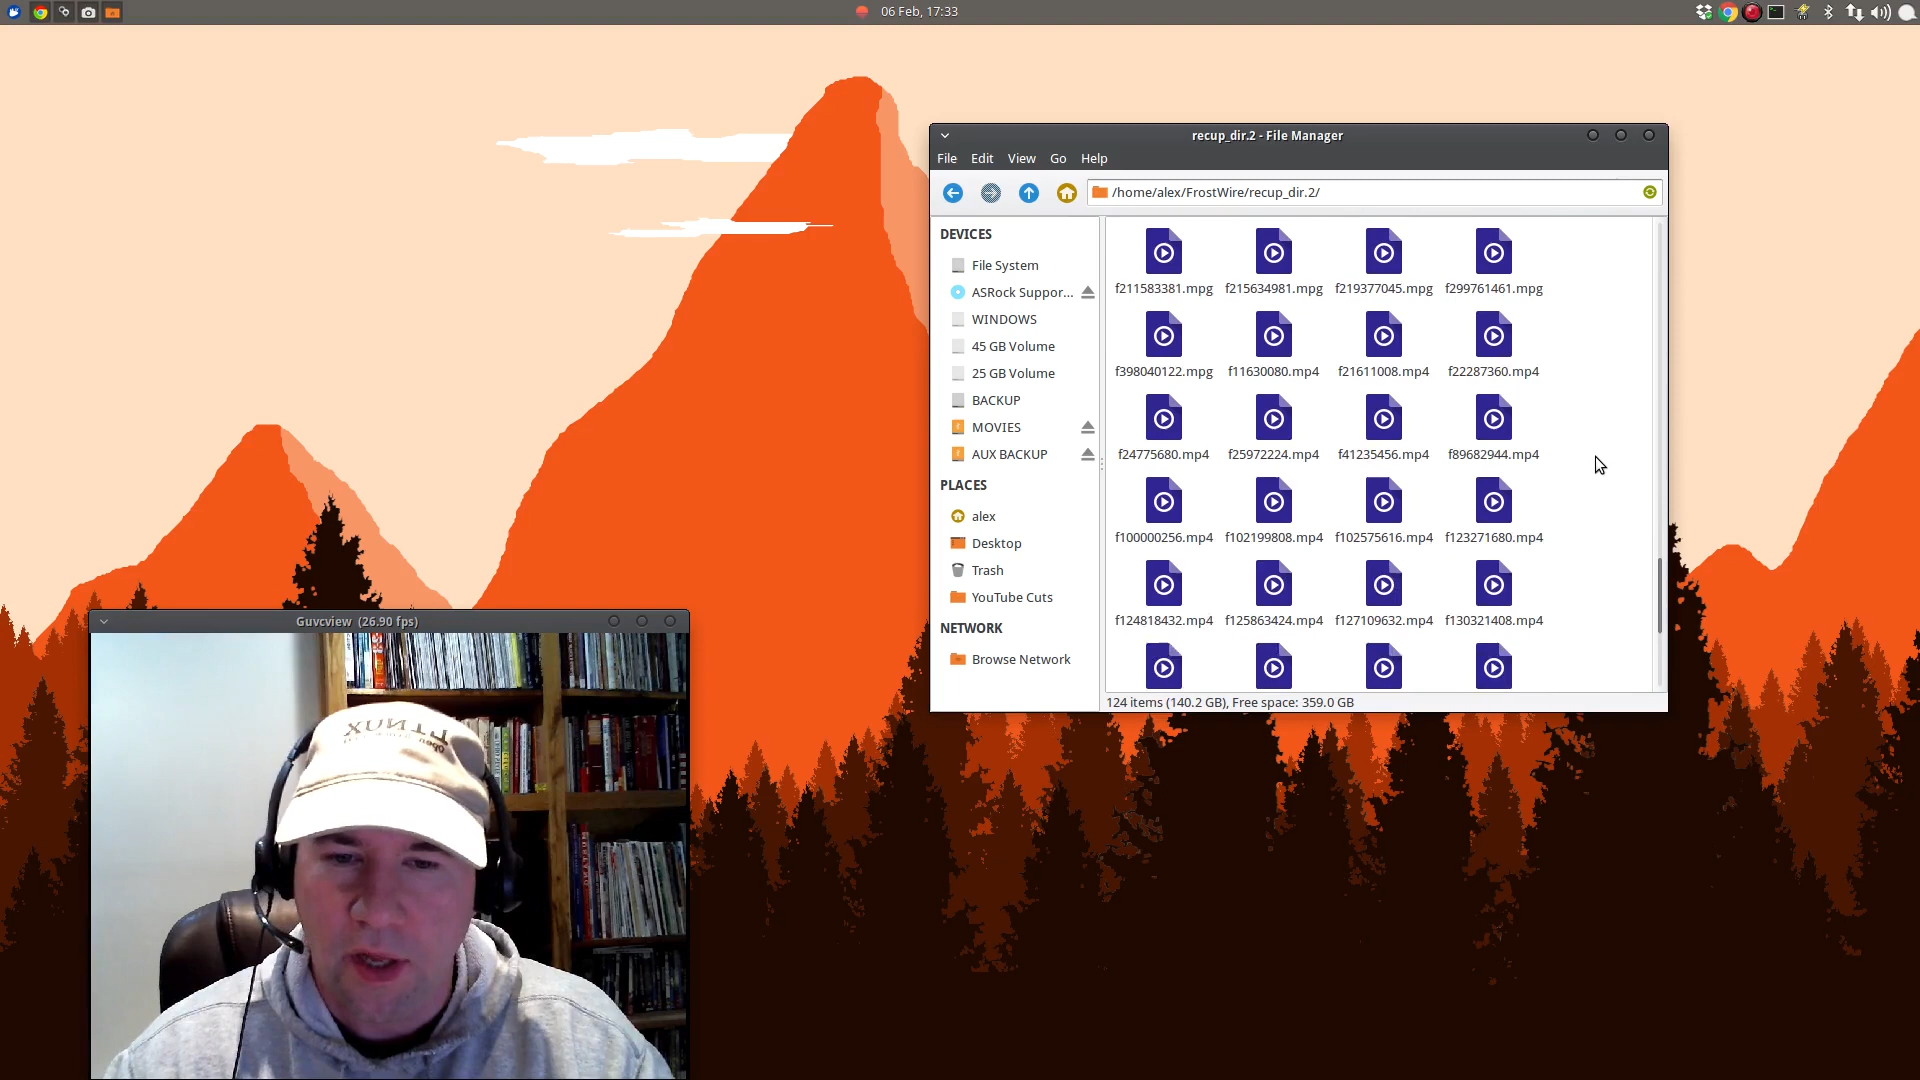 06 Feb, 17:33
recup_dir.2 - File Manager
File Edit View Go Help
/home/alex/FrostWire/recup_dir.2/
DEVICES
File System
ASRock Suppor...
WINDOWS
45 GB Volume
25 GB Volume
BACKUP
MOVIES
AUX BACKUP
PLACES
alex
Desktop
Trash
YouTube Cuts
NETWORK
Browse Network
f211583381.mpg f215634981.mpg f219377045.mpg f299761461.mpg
f398040122.mpg f11630080.mp4 f21611008.mp4 f22287360.mp4
f24775680.mp4 f25972224.mp4 f41235456.mp4 f89682944.mp4
f100000256.mp4 f102199808.mp4 f102575616.mp4 f123271680.mp4
f124818432.mp4 f125863424.mp4 f127109632.mp4 f130321408.mp4
124 items (140.2 GB), Free space: 359.0 GB
Guvcview (26.90 fps)
LINUX
Open